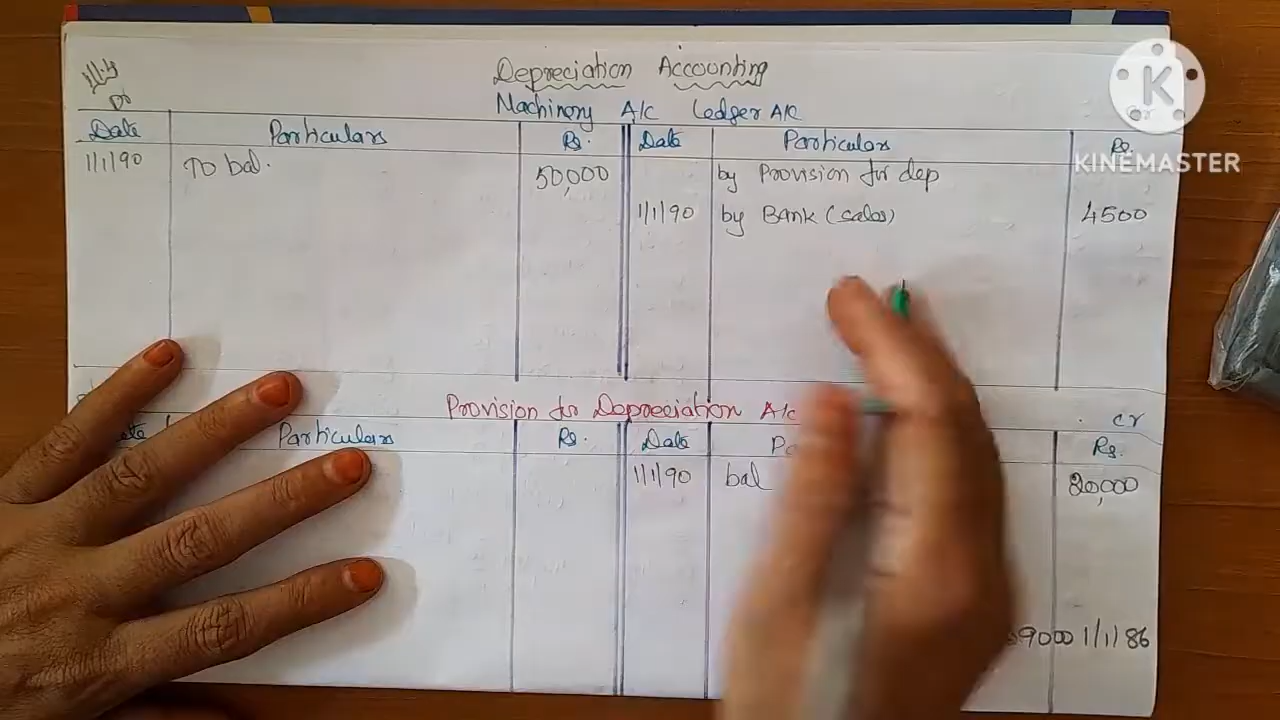 Depreciation Accounting
Dr Machinery A/c Ledger A/c
Date Particulars Rs. Date Particulars Rs.
1/1/90 To bal. 50,000 by Provision for dep
1/1/90 by Bank (sales) 4500
Provision for Depreciation A/c cr
Particulars Rs. Date Rs.
1/1/90 bal 20,000
9000 1/1/86
K
KINEMASTER